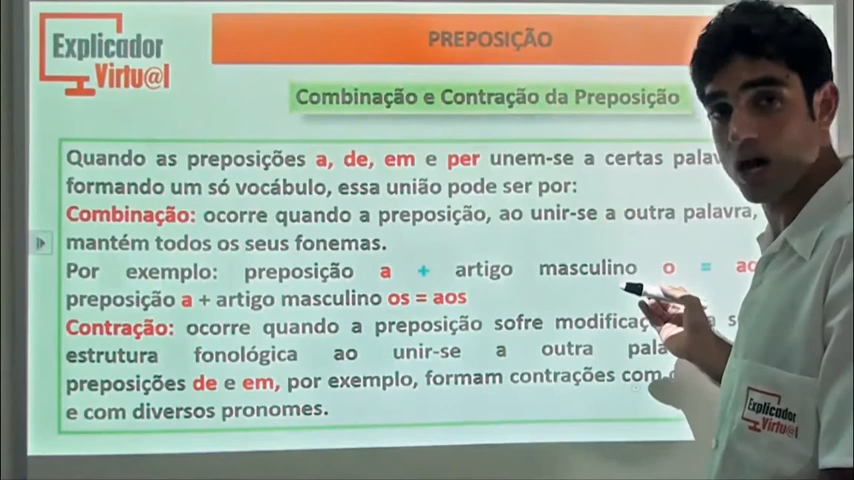 Explicador
Virtu@l
PREPOSIÇÃO
Combinação e Contração da Preposição
Quando as preposições a, de, em e per unem-se a certas
formando um só vocábulo, essa união pode ser por:
Combinação: ocorre quando a preposição, ao unir-se a outra palavra,
mantém todos os seus fonemas.
Por exemplo: preposição a + artigo masculino o =
preposição a + artigo masculino os = aos
Contração: ocorre quando a preposição sofre
estrutura fonológica ao unir-se a outra
preposições de e em, por exemplo, formam contrações com
e com diversos pronomes.
Explicador
Virtu@l